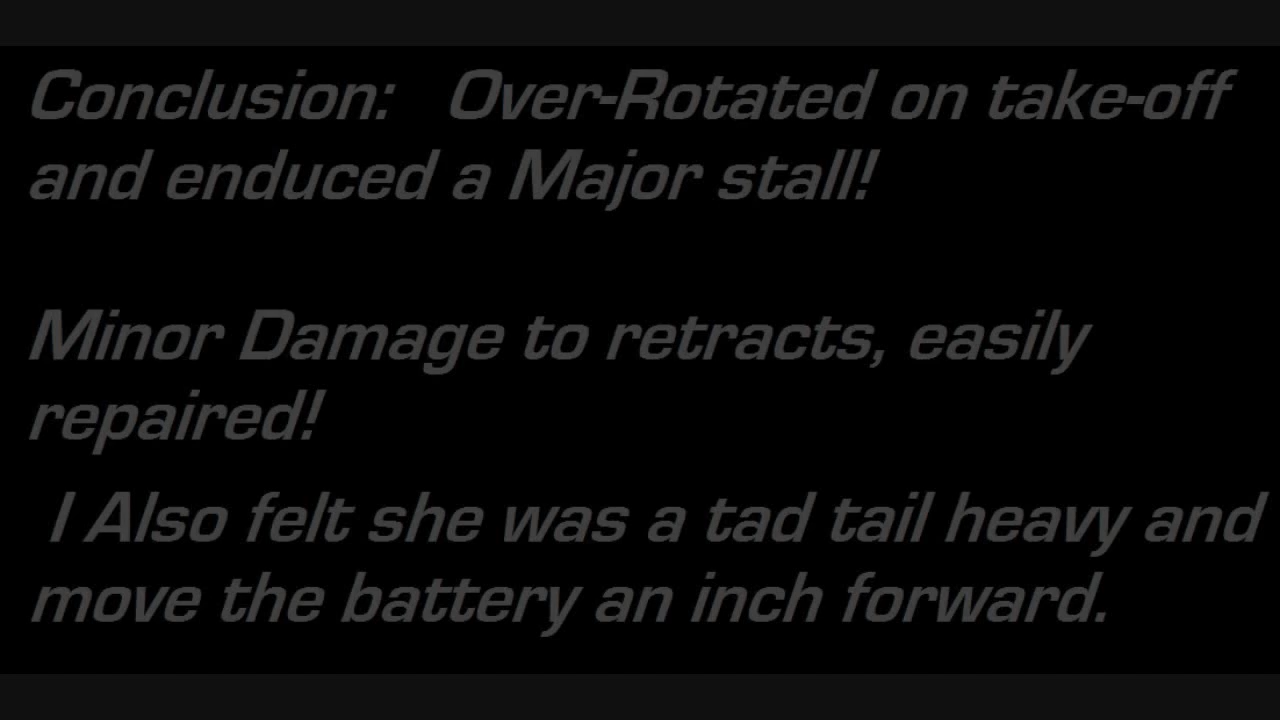 Conclusion: Over-Rotated on take-off
and enduced a Major stall!
Minor Damage to retracts, easily
repaired!
I Also felt she was a tad tail heavy and
move the battery an inch forward.